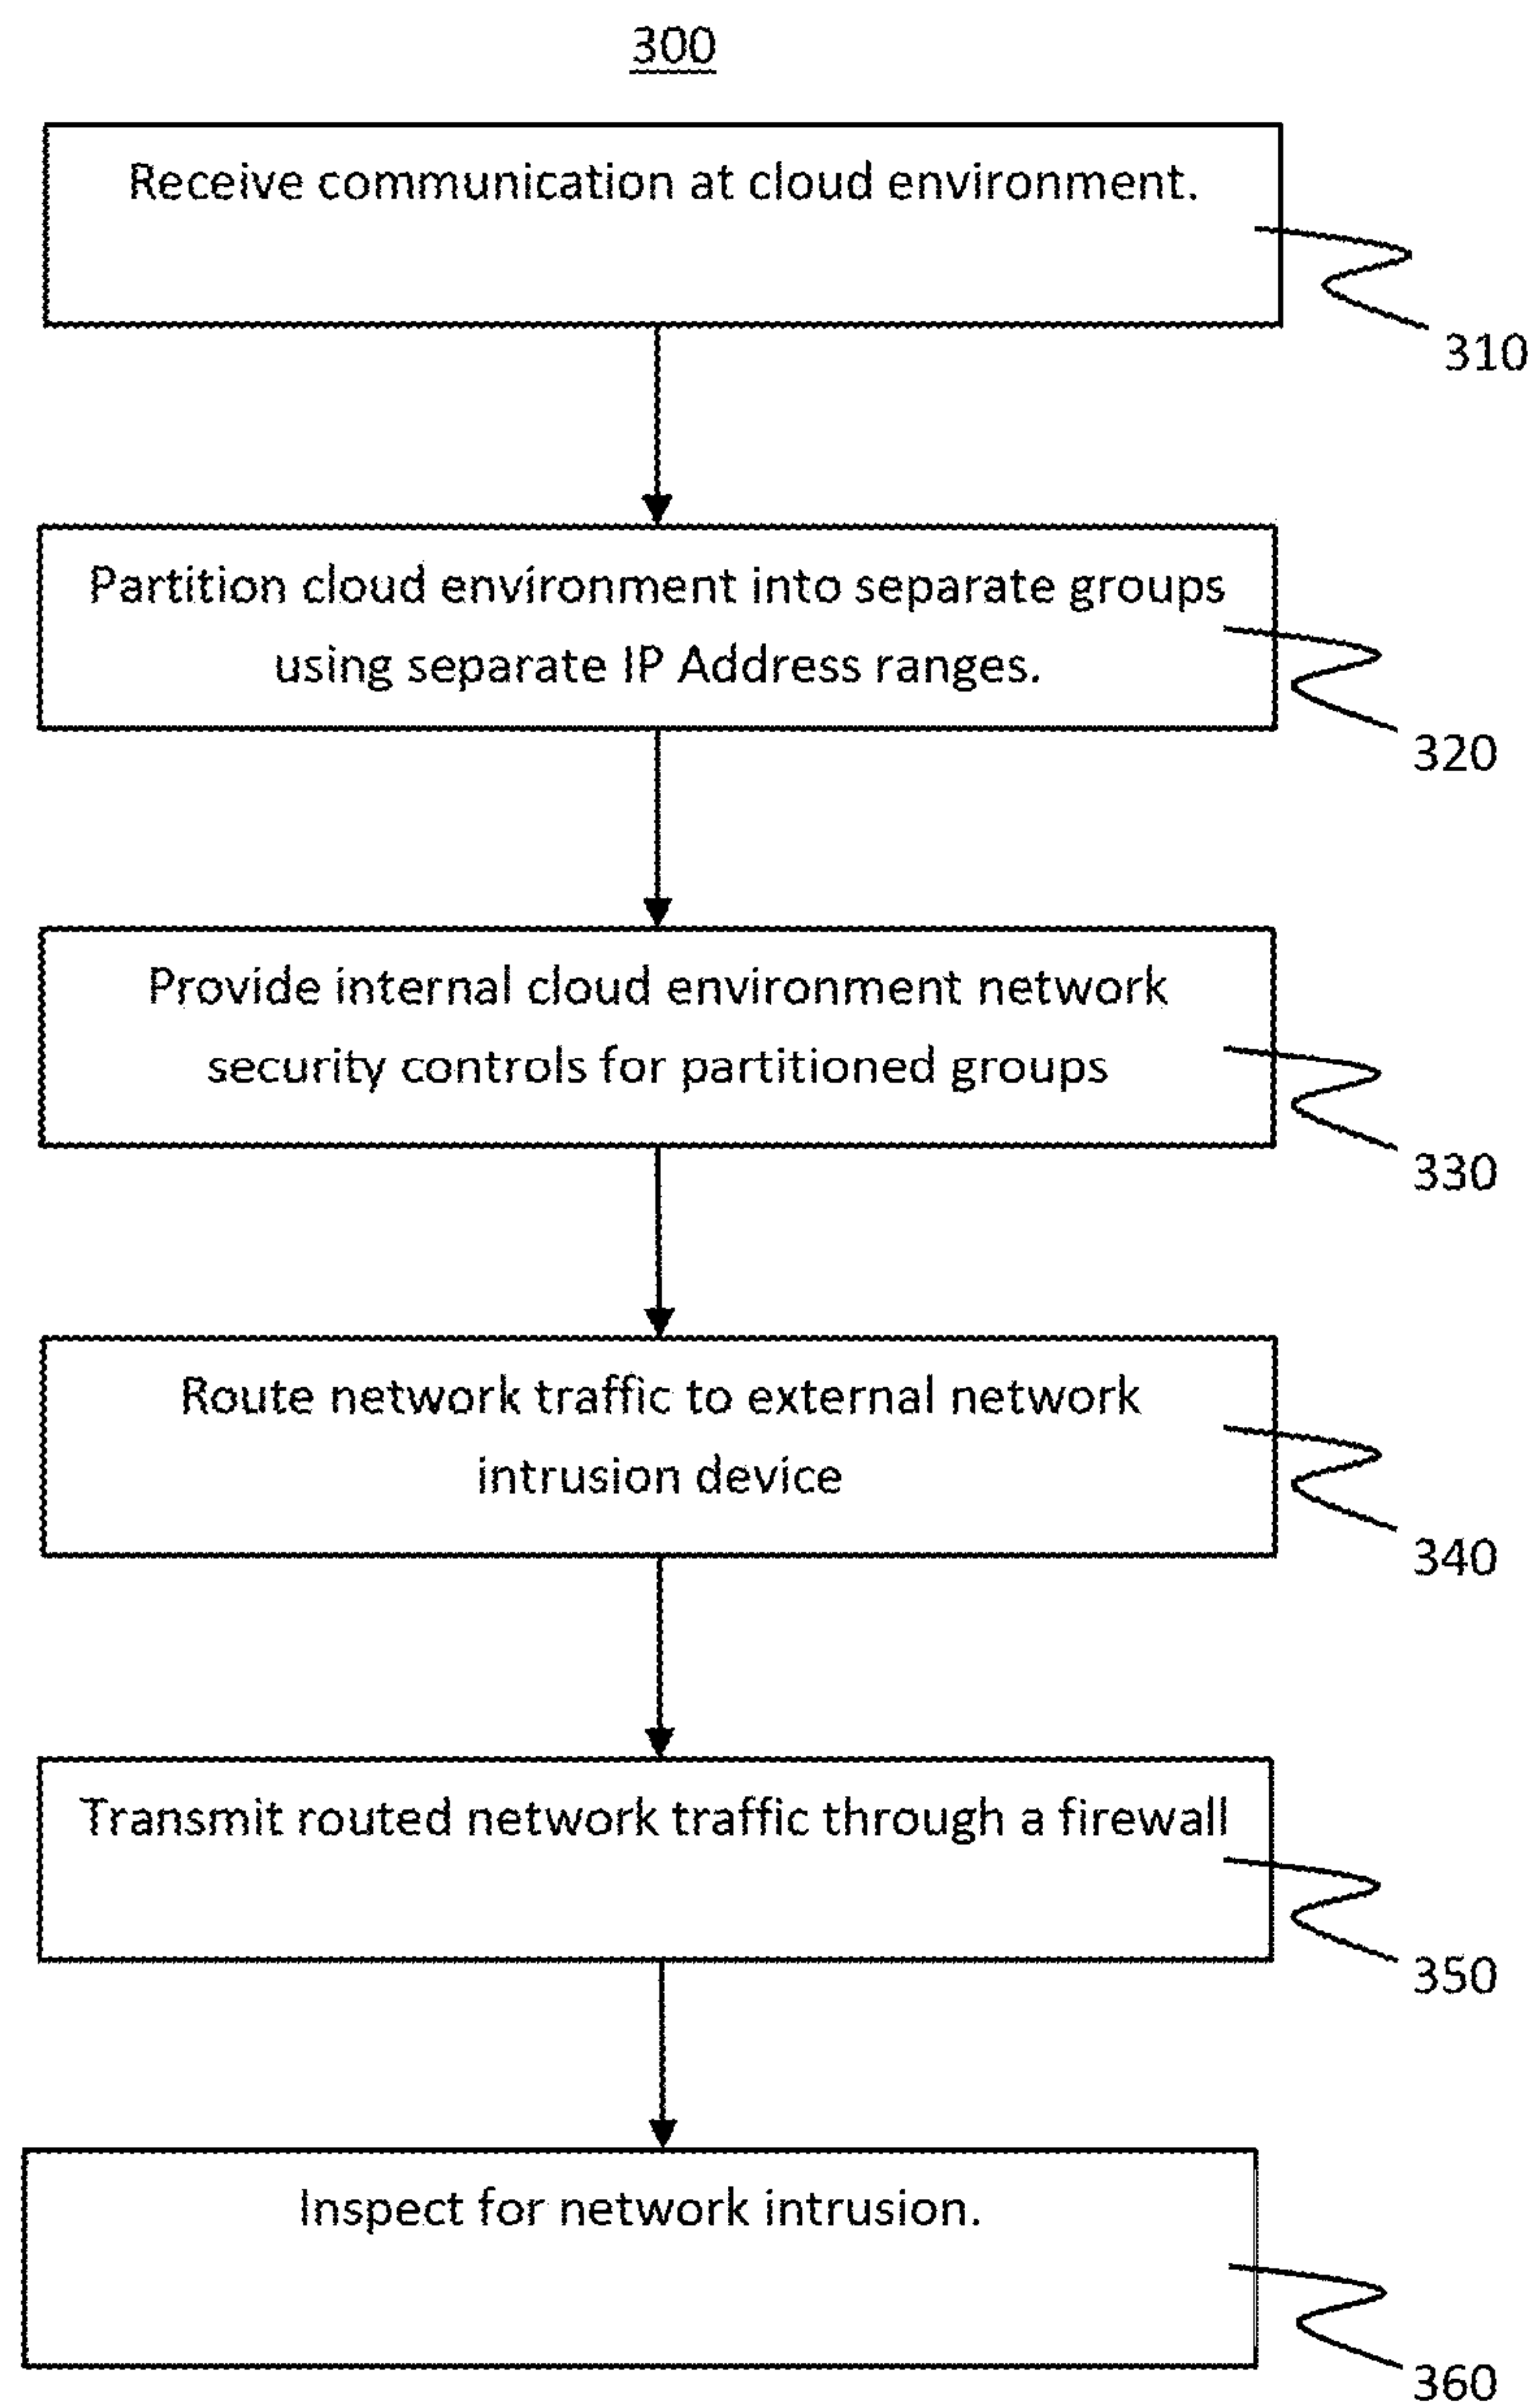 300
Receive communication at cloud environment.
310
Partition cloud environment into separate groups
using separate IP Address ranges.
320
Provide internal cloud environment network
security controls for partitioned groups
330
Route network traffic to external network
intrusion device
340
Transmit routed network traffic through a firewall
350
Inspect for network intrusion.
360